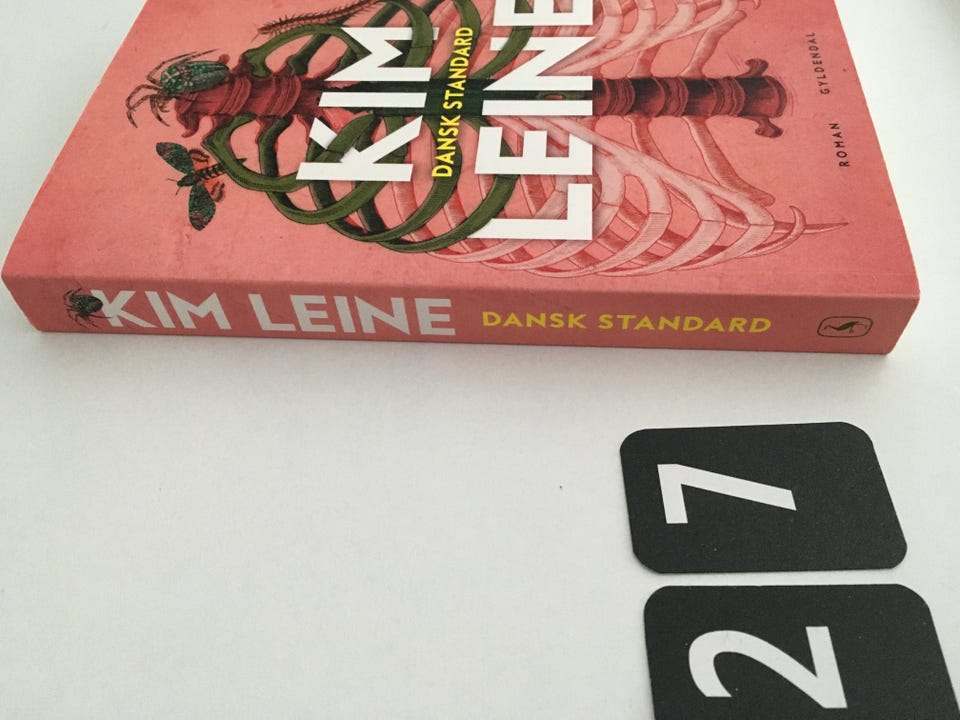 KIM
DANSK STANDARD
LEINE
ROMAN GYLDENDAL
KIM LEINE DANSK STANDARD
7
2